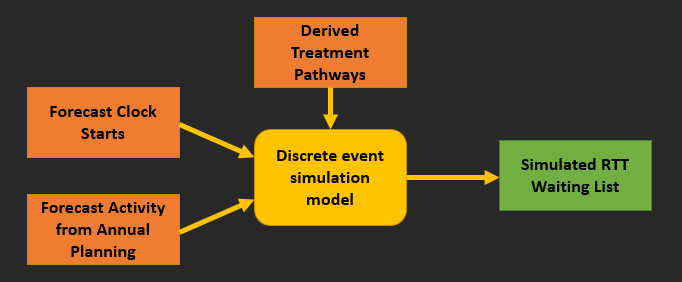 Derived
Treatment
Pathways
Forecast Clock
Starts
Discrete event
simulation
model
Simulated RTT
Waiting List
Forecast Activity
from Annual
Planning